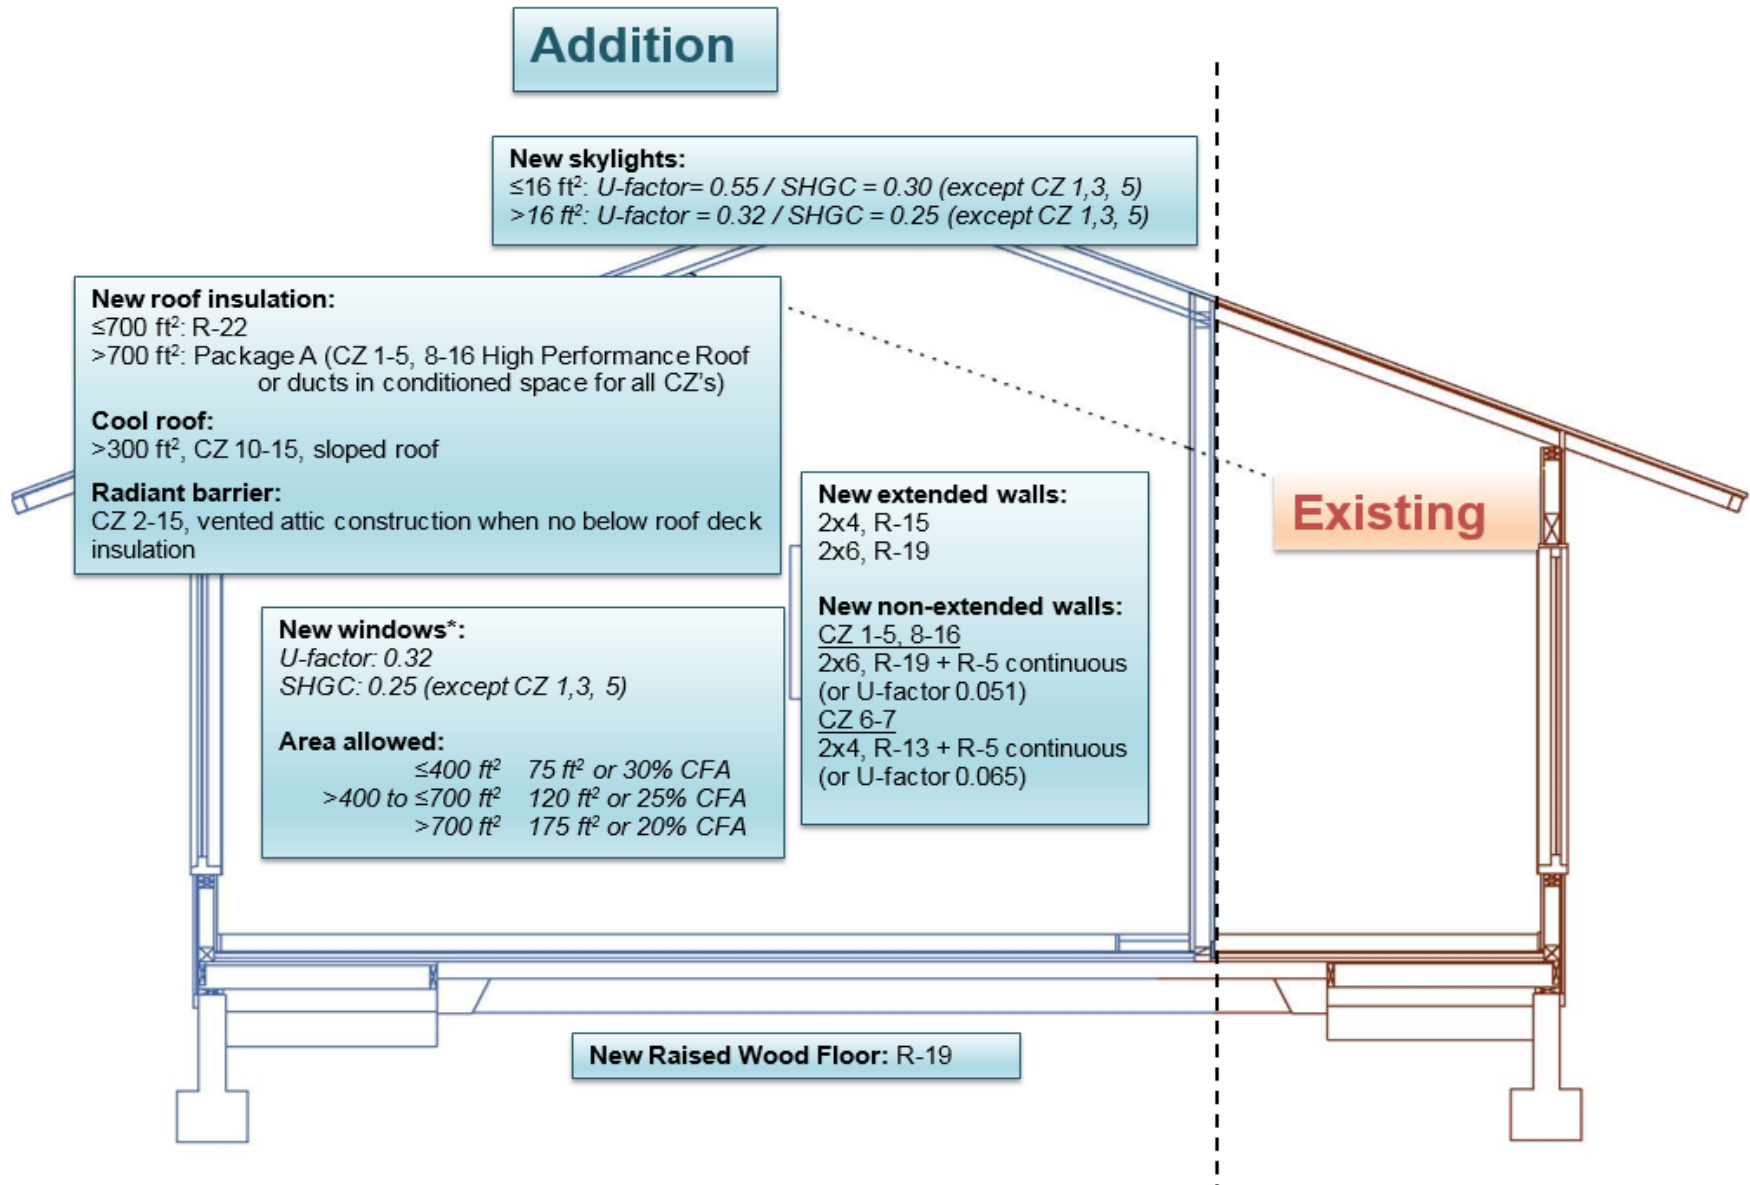 Addition
New skylights:
≤16 ft²: U-factor= 0.55 / SHGC = 0.30 (except CZ 1,3, 5)
>16 ft²: U-factor = 0.32 / SHGC = 0.25 (except CZ 1,3, 5)
New roof insulation:
≤700 ft²: R-22
>700 ft²: Package A (CZ 1-5, 8-16 High Performance Roof
or ducts in conditioned space for all CZ's)
Cool roof:
>300 ft², CZ 10-15, sloped roof
Radiant barrier:
CZ 2-15, vented attic construction when no below roof deck
insulation
New extended walls:
2x4, R-15
2x6, R-19
New non-extended walls:
CZ 1-5, 8-16
2x6, R-19 + R-5 continuous
(or U-factor 0.051)
CZ 6-7
2x4, R-13 + R-5 continuous
(or U-factor 0.065)
Existing
New windows*:
U-factor: 0.32
SHGC: 0.25 (except CZ 1,3, 5)
Area allowed:
≤400 ft² 75 ft² or 30% CFA
>400 to ≤700 ft² 120 ft² or 25% CFA
>700 ft² 175 ft² or 20% CFA
New Raised Wood Floor: R-19